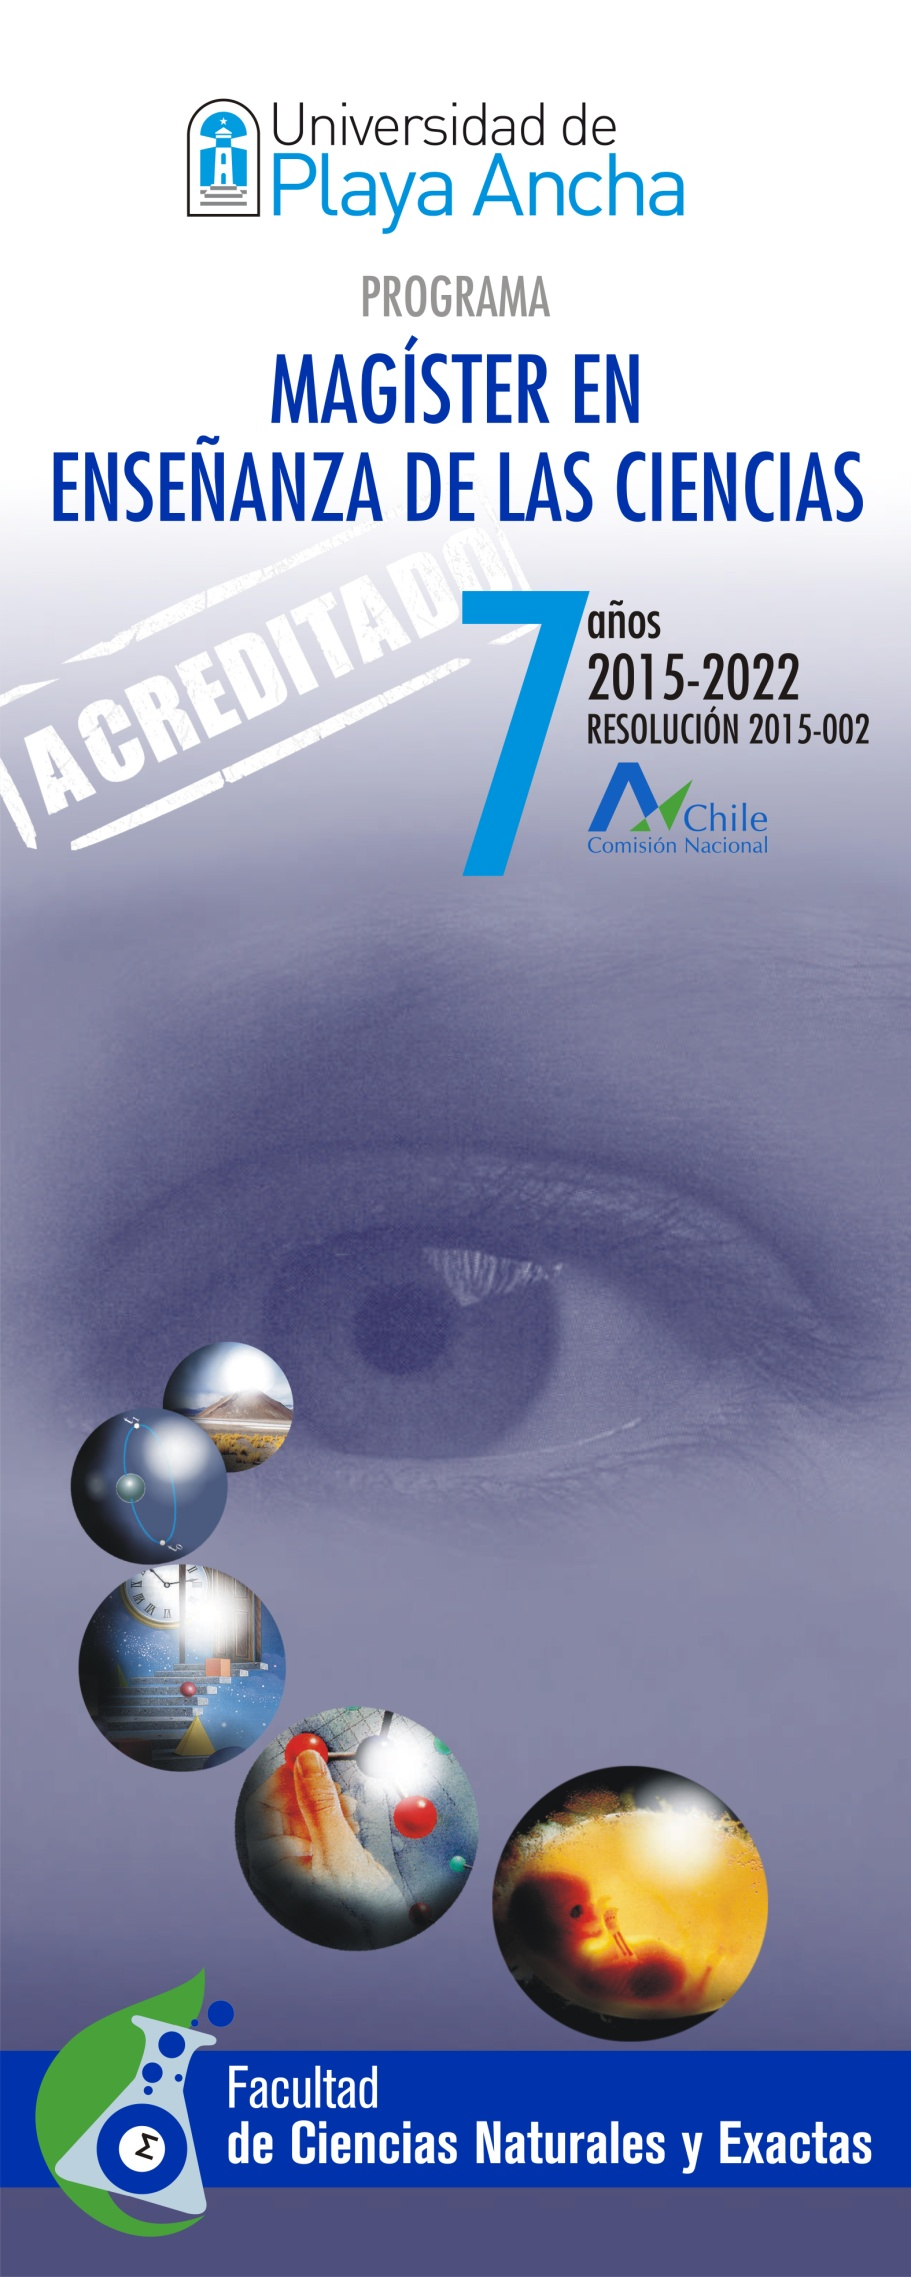 Universidad de
Playa Ancha
PROGRAMA
MAGÍSTER EN
ENSEÑANZA DE LAS CIENCIAS
ACREDITADO
7 años
2015-2022
RESOLUCIÓN 2015-002
Chile
Comisión Nacional
Facultad
de Ciencias Naturales y Exactas
Σ